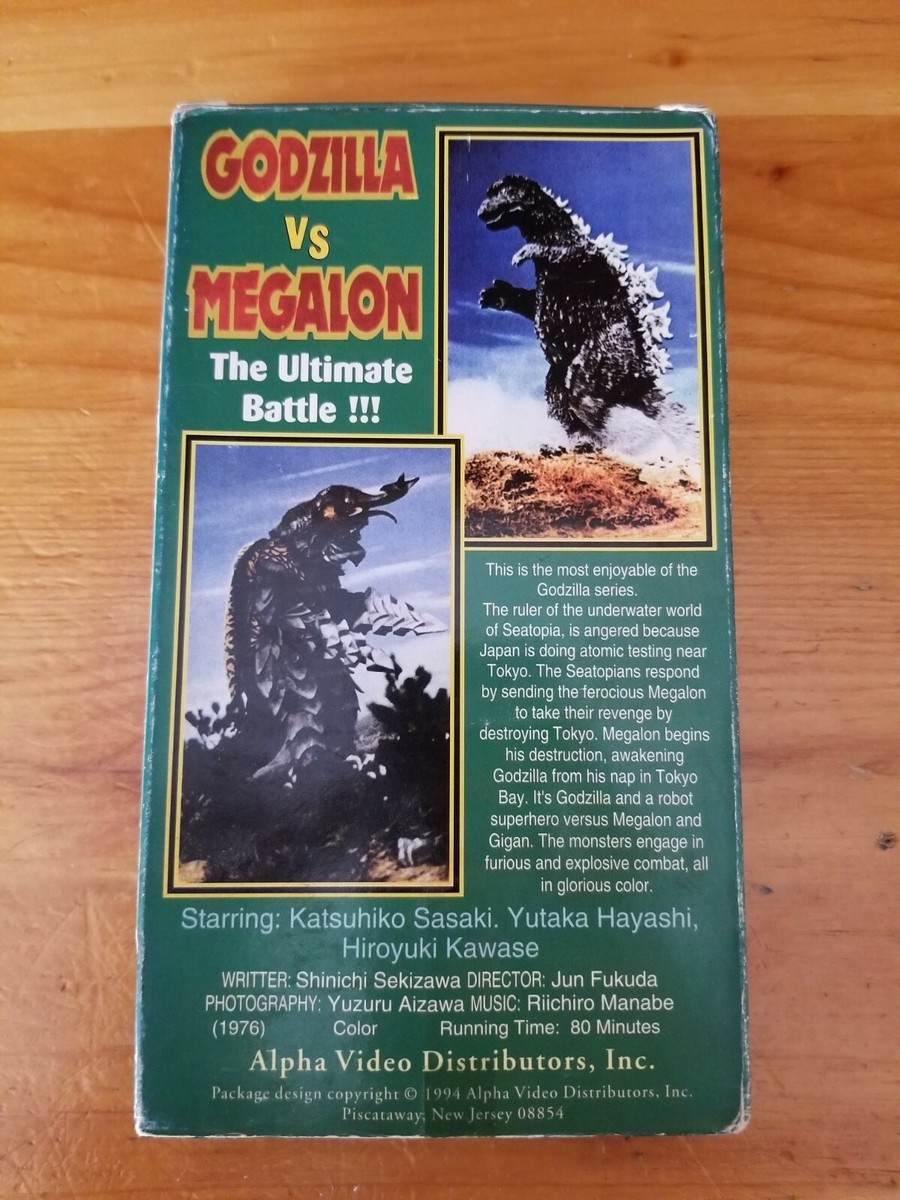 GODZILLA
VS
MEGALON
The Ultimate
Battle !!!
This is the most enjoyable of the
Godzilla series.
The ruler of the underwater world
of Seatopia, is angered because
Japan is doing atomic testing near
Tokyo. The Seatopians respond
by sending the ferocious Megalon
to take their revenge by
destroying Tokyo. Megalon begins
his destruction, awakening
Godzilla from his nap in Tokyo
Bay. It's Godzilla and a robot
superhero versus Megalon and
Gigan. The monsters engage in
furious and explosive combat, all
in glorious color.
Starring: Katsuhiko Sasaki. Yutaka Hayashi,
Hiroyuki Kawase
WRITTER: Shinichi Sekizawa DIRECTOR: Jun Fukuda
PHOTOGRAPHY: Yuzuru Aizawa MUSIC: Riichiro Manabe
(1976) Color Running Time: 80 Minutes
Alpha Video Distributors, Inc.
Package design copyright © 1994 Alpha Video Distributors, Inc.
Piscataway, New Jersey 08854